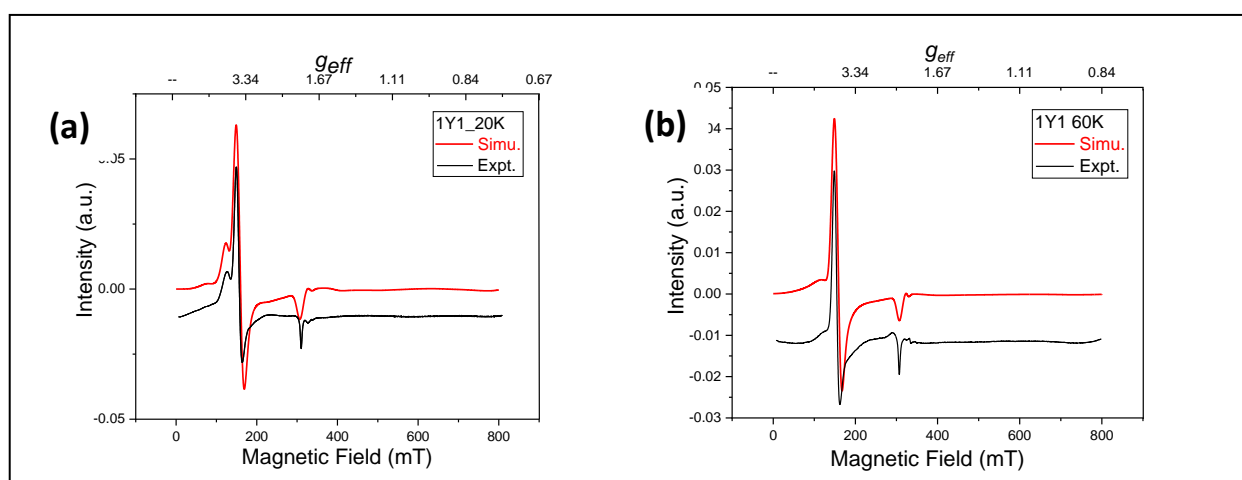 g_eff
-- 3.34 1.67 1.11 0.84 0.67
(a)
1Y1_20K
Simu.
Expt.
0.00
-0.05
Intensity (a.u.)
0 200 400 600 800
Magnetic Field (mT)
g_eff
-- 3.34 1.67 1.11 0.84
(b)
1Y1 60K
Simu.
Expt.
0.03
0.02
0.01
0.00
-0.01
-0.02
-0.03
Intensity (a.u.)
0 200 400 600 800
Magnetic Field (mT)